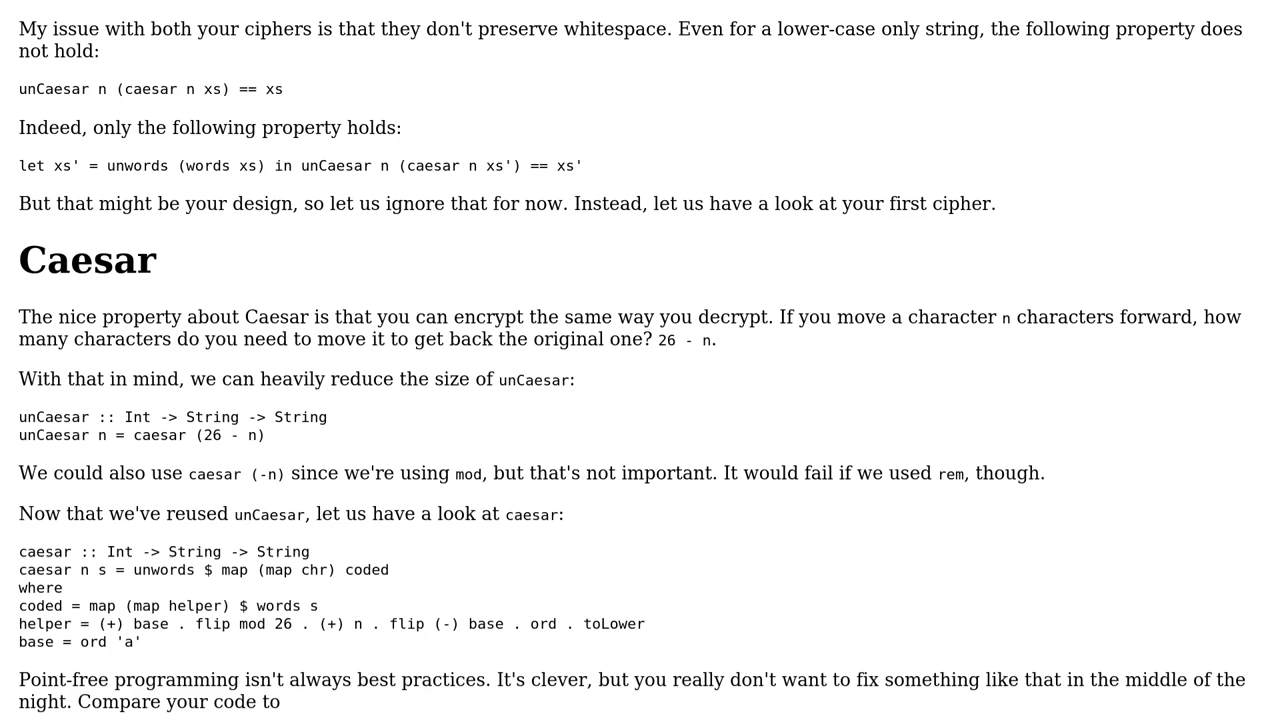 My issue with both your ciphers is that they don't preserve whitespace. Even for a lower-case only string, the following property does
not hold:
unCaesar n (caesar n xs) == xs
Indeed, only the following property holds:
let xs' = unwords (words xs) in unCaesar n (caesar n xs') == xs'
But that might be your design, so let us ignore that for now. Instead, let us have a look at your first cipher.
Caesar
The nice property about Caesar is that you can encrypt the same way you decrypt. If you move a character n characters forward, how
many characters do you need to move it to get back the original one? 26 - n.
With that in mind, we can heavily reduce the size of unCaesar:
unCaesar :: Int -> String -> String
unCaesar n = caesar (26 - n)
We could also use caesar (-n) since we're using mod, but that's not important. It would fail if we used rem, though.
Now that we've reused unCaesar, let us have a look at caesar:
caesar :: Int -> String -> String
caesar n s = unwords $ map (map chr) coded
where
coded = map (map helper) $ words s
helper = (+) base . flip mod 26 . (+) n . flip (-) base . ord . toLower
base = ord 'a'
Point-free programming isn't always best practices. It's clever, but you really don't want to fix something like that in the middle of the
night. Compare your code to